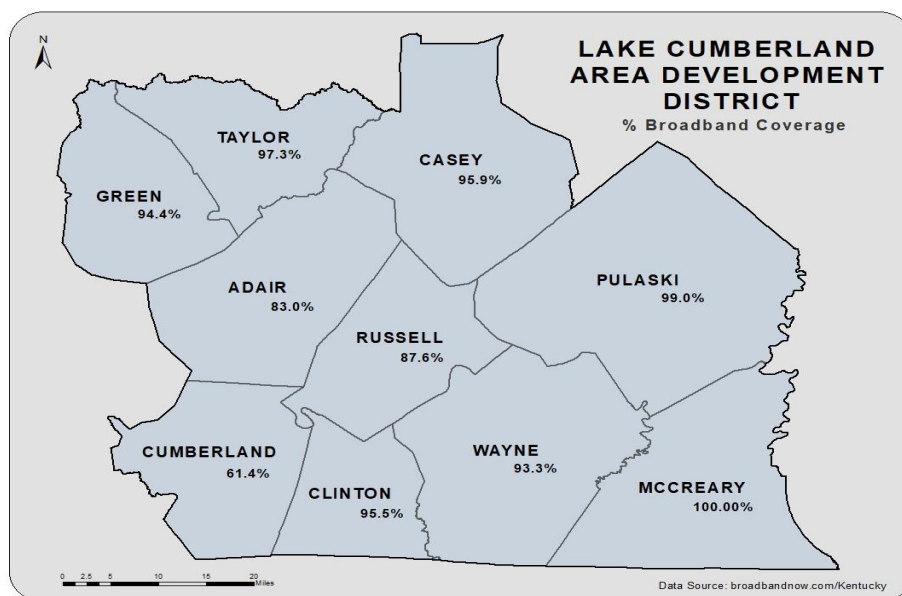 N
LAKE CUMBERLAND
AREA DEVELOPMENT
DISTRICT
% Broadband Coverage
TAYLOR
97.3%
CASEY
95.9%
GREEN
94.4%
ADAIR
83.0%
PULASKI
99.0%
RUSSELL
87.6%
CUMBERLAND
61.4%
WAYNE
93.3%
CLINTON
95.5%
MCCREARY
100.00%
0 2.5 5 10 15 20
Miles
Data Source: broadbandnow.com/Kentucky